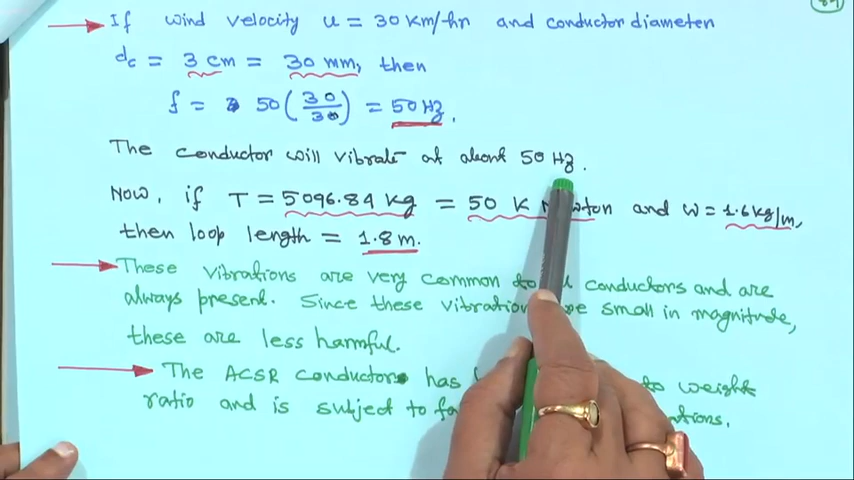 If wind velocity u = 30 km/hr and conductor diameter
dc = 3 cm = 30 mm, then
f = 50 (30/30) = 50 Hz.
The conductor will vibrate at about 50 Hz.
Now, if T = 5096.84 kg = 50 K and w = 1.6 kg/m,
then loop length = 1.8 m.
These vibrations are very common to conductors and are
always present. Since these small in magnitude,
these are less harmful.
The ACSR conductors has to weight
ratio and is subject to